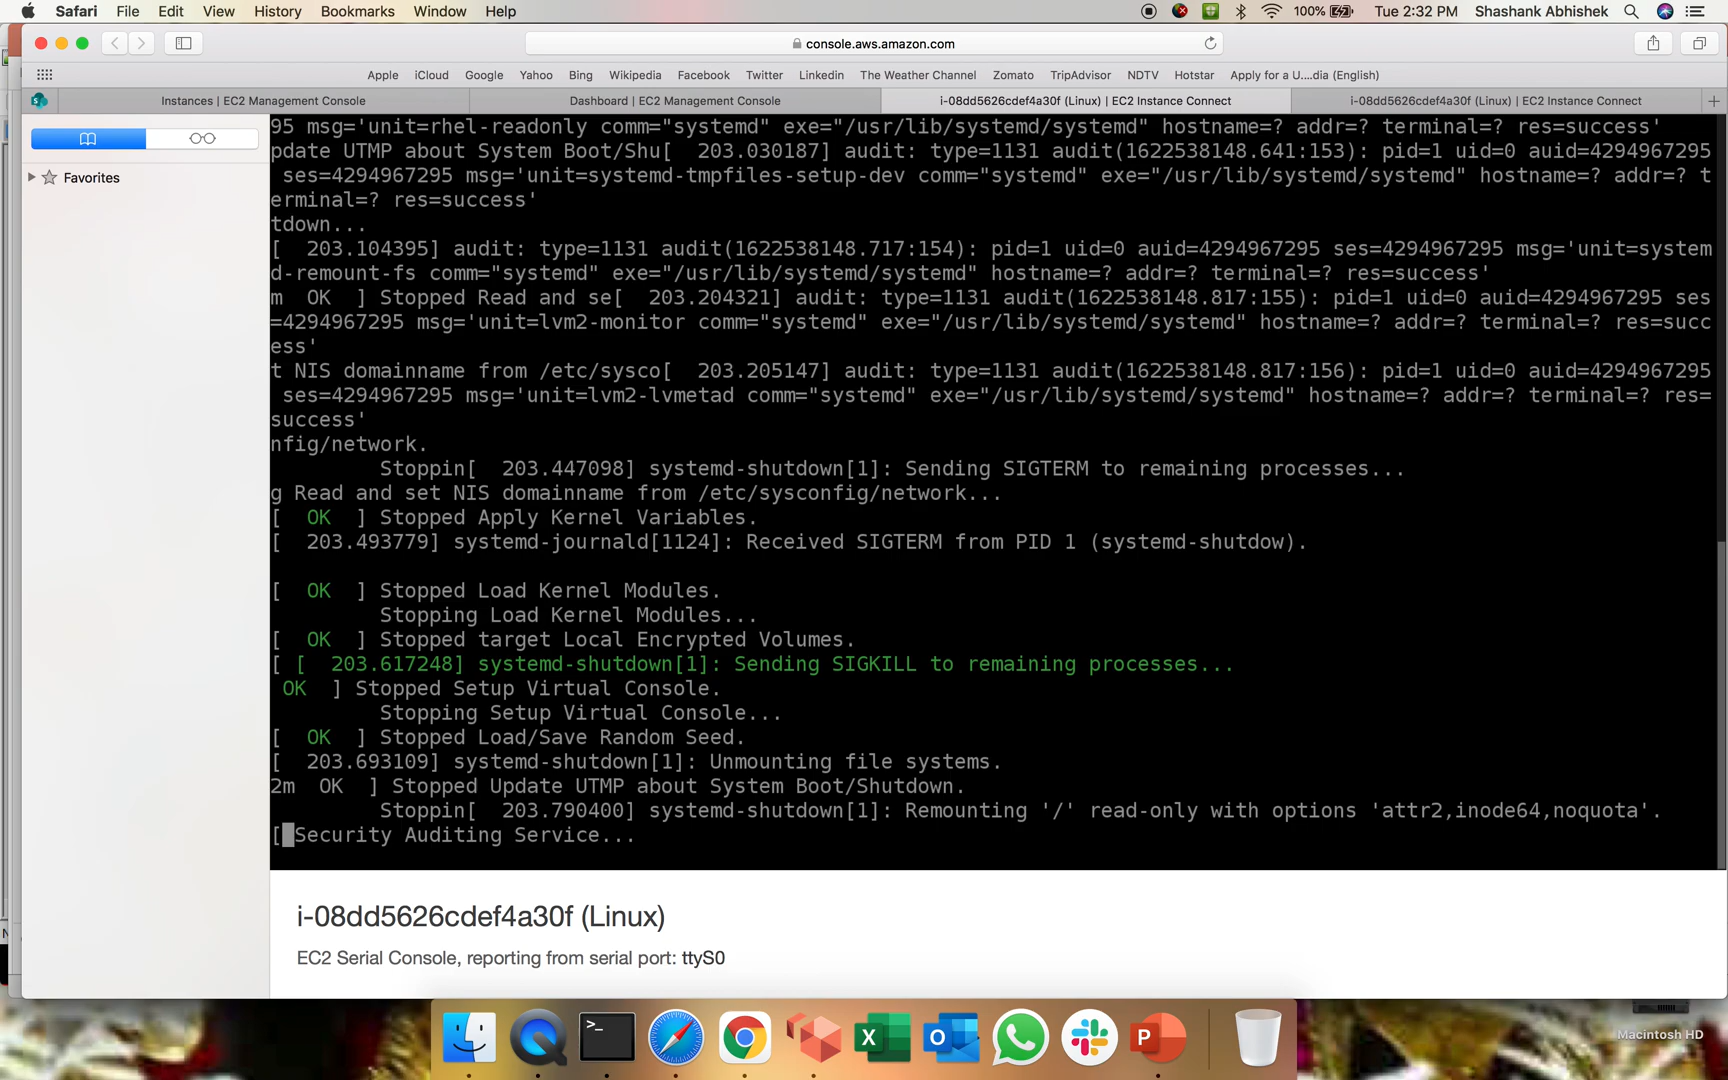 Safari File Edit View History Bookmarks Window Help 100% Tue 2:32 PM Shashank Abhishek
console.aws.amazon.com
Apple iCloud Google Yahoo Bing Wikipedia Facebook Twitter Linkedin The Weather Channel Zomato TripAdvisor NDTV Hotstar Apply for a U....dia (English)
Instances | EC2 Management Console Dashboard | EC2 Management Console i-08dd5626cdef4a30f (Linux) | EC2 Instance Connect i-08dd5626cdef4a30f (Linux) | EC2 Instance Connect
Favorites
95 msg='unit=rhel-readonly comm="systemd" exe="/usr/lib/systemd/systemd" hostname=? addr=? terminal=? res=success'
pdate UTMP about System Boot/Shu[  203.030187] audit: type=1131 audit(1622538148.641:153): pid=1 uid=0 auid=4294967295
ses=4294967295 msg='unit=systemd-tmpfiles-setup-dev comm="systemd" exe="/usr/lib/systemd/systemd" hostname=? addr=? t
erminal=? res=success'
tdown...
[  203.104395] audit: type=1131 audit(1622538148.717:154): pid=1 uid=0 auid=4294967295 ses=4294967295 msg='unit=system
d-remount-fs comm="systemd" exe="/usr/lib/systemd/systemd" hostname=? addr=? terminal=? res=success'
m  OK  ] Stopped Read and se[  203.204321] audit: type=1131 audit(1622538148.817:155): pid=1 uid=0 auid=4294967295 ses
=4294967295 msg='unit=lvm2-monitor comm="systemd" exe="/usr/lib/systemd/systemd" hostname=? addr=? terminal=? res=succ
ess'
t NIS domainname from /etc/sysco[  203.205147] audit: type=1131 audit(1622538148.817:156): pid=1 uid=0 auid=4294967295
ses=4294967295 msg='unit=lvm2-lvmetad comm="systemd" exe="/usr/lib/systemd/systemd" hostname=? addr=? terminal=? res=
success'
nfig/network.
Stoppin[  203.447098] systemd-shutdown[1]: Sending SIGTERM to remaining processes...
g Read and set NIS domainname from /etc/sysconfig/network...
[  OK  ] Stopped Apply Kernel Variables.
[  203.493779] systemd-journald[1124]: Received SIGTERM from PID 1 (systemd-shutdow).
[  OK  ] Stopped Load Kernel Modules.
Stopping Load Kernel Modules...
[  OK  ] Stopped target Local Encrypted Volumes.
[ [  203.617248] systemd-shutdown[1]: Sending SIGKILL to remaining processes...
OK  ] Stopped Setup Virtual Console.
Stopping Setup Virtual Console...
[  OK  ] Stopped Load/Save Random Seed.
[  203.693109] systemd-shutdown[1]: Unmounting file systems.
2m  OK  ] Stopped Update UTMP about System Boot/Shutdown.
Stoppin[  203.790400] systemd-shutdown[1]: Remounting '/' read-only with options 'attr2,inode64,noquota'.
[ Security Auditing Service...
i-08dd5626cdef4a30f (Linux)
EC2 Serial Console, reporting from serial port: ttyS0
Macintosh HD